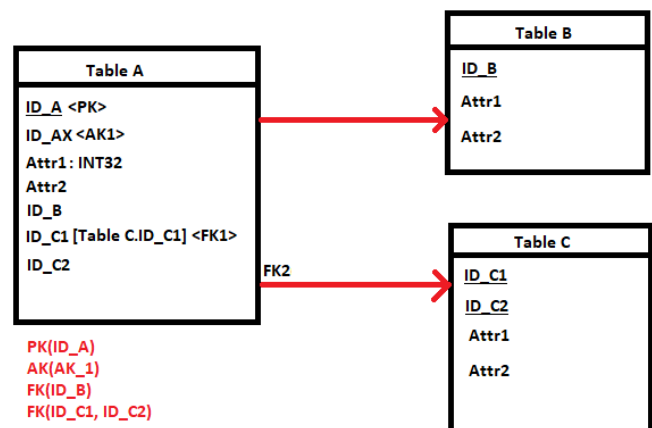 Table A
ID_A <PK>
ID_AX <AK1>
Attr1: INT32
Attr2
ID_B
ID_C1 [Table C.ID_C1] <FK1>
ID_C2
PK(ID_A)
AK(AK_1)
FK(ID_B)
FK(ID_C1, ID_C2)
FK2
Table B
ID_B
Attr1
Attr2
Table C
ID_C1
ID_C2
Attr1
Attr2